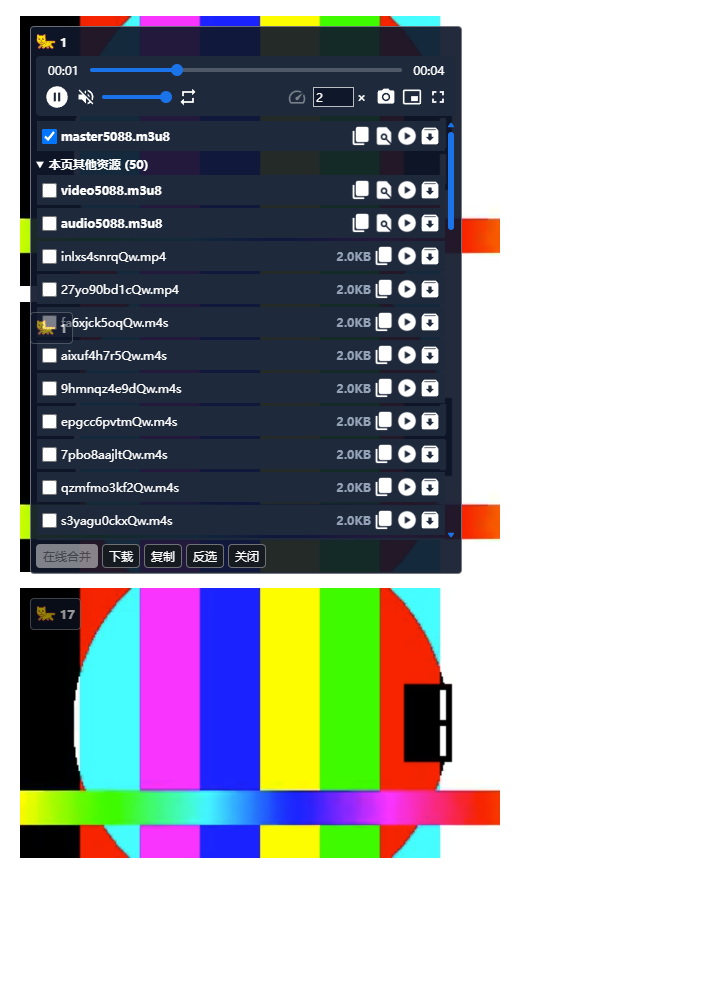 1
00:01 00:04
2 ×
master5088.m3u8
本页其他资源 (50)
video5088.m3u8
audio5088.m3u8
inlxs4snrqQw.mp4 2.0KB
27yo90bd1cQw.mp4 2.0KB
fa6xjck5oqQw.m4s 2.0KB
1
aixuf4h7r5Qw.m4s 2.0KB
9hmnqz4e9dQw.m4s 2.0KB
epgcc6pvtmQw.m4s 2.0KB
7pbo8aajltQw.m4s 2.0KB
qzmfmo3kf2Qw.m4s 2.0KB
s3yagu0ckxQw.m4s 2.0KB
在线合并 下载 复制 反选 关闭
17